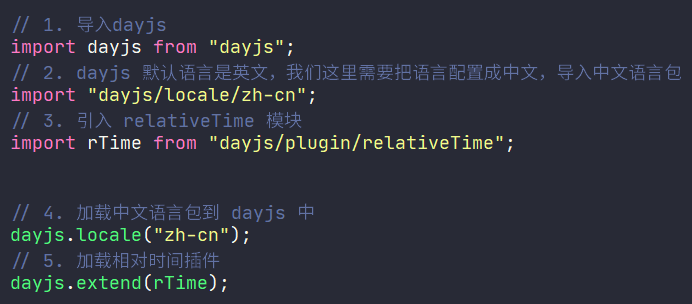 // 1. 导入dayjs
import dayjs from "dayjs";
// 2. dayjs 默认语言是英文，我们这里需要把语言配置成中文，导入中文语言包
import "dayjs/locale/zh-cn";
// 3. 引入 relativeTime 模块
import rTime from "dayjs/plugin/relativeTime";
// 4. 加载中文语言包到 dayjs 中
dayjs.locale("zh-cn");
// 5. 加载相对时间插件
dayjs.extend(rTime);